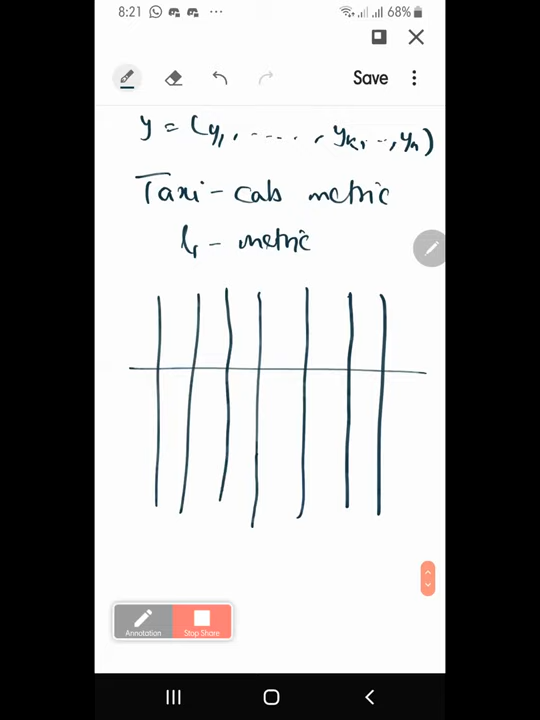 8:21 68%
Save
y = (y₁, ....., yₖ, .., yₙ)
Taxi-cab metric
l₁ - metric
Annotation Stop Share